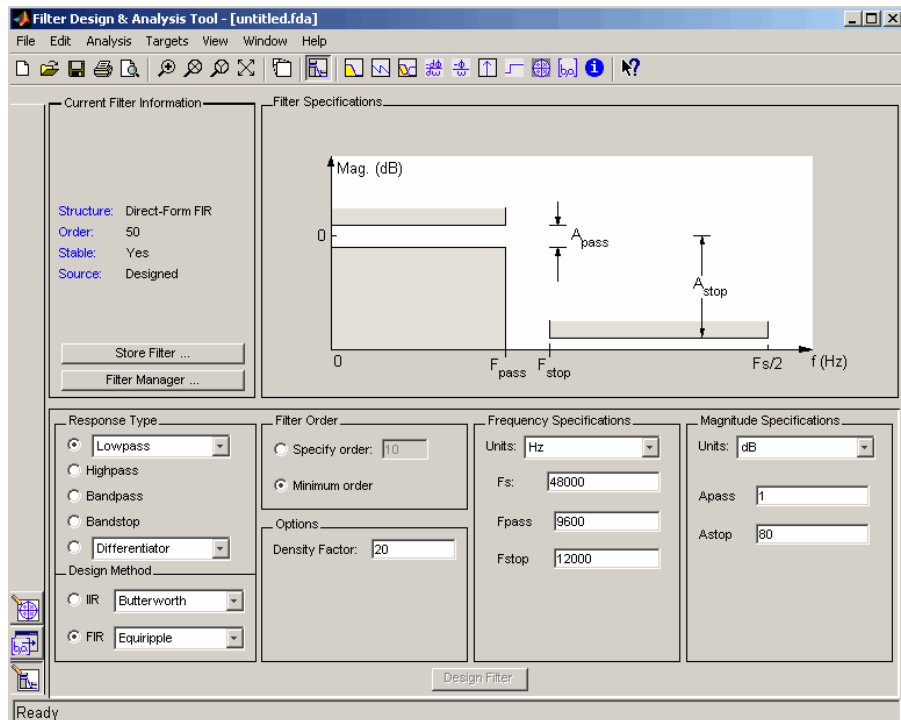 Filter Design & Analysis Tool - [untitled.fda]
File Edit Analysis Targets View Window Help
Current Filter Information
Structure: Direct-Form FIR
Order: 50
Stable: Yes
Source: Designed
Store Filter ...
Filter Manager ...
Filter Specifications
Mag. (dB)
0
Apass
Astop
0
Fpass
Fstop
Fs/2
f (Hz)
Response Type
Lowpass
Highpass
Bandpass
Bandstop
Differentiator
Design Method
IIR Butterworth
FIR Equiripple
Filter Order
Specify order: 10
Minimum order
Options
Density Factor: 20
Frequency Specifications
Units: Hz
Fs: 48000
Fpass 9600
Fstop 12000
Magnitude Specifications
Units: dB
Apass 1
Astop 80
Design Filter
Ready